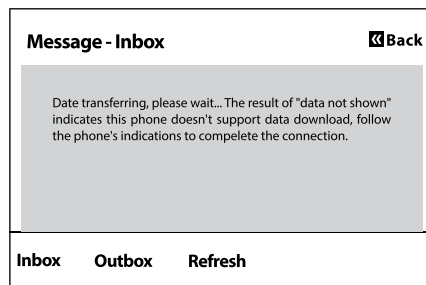 Message - Inbox
Back
Date transferring, please wait... The result of "data not shown"
indicates this phone doesn't support data download, follow
the phone's indications to compelete the connection.
Inbox Outbox Refresh